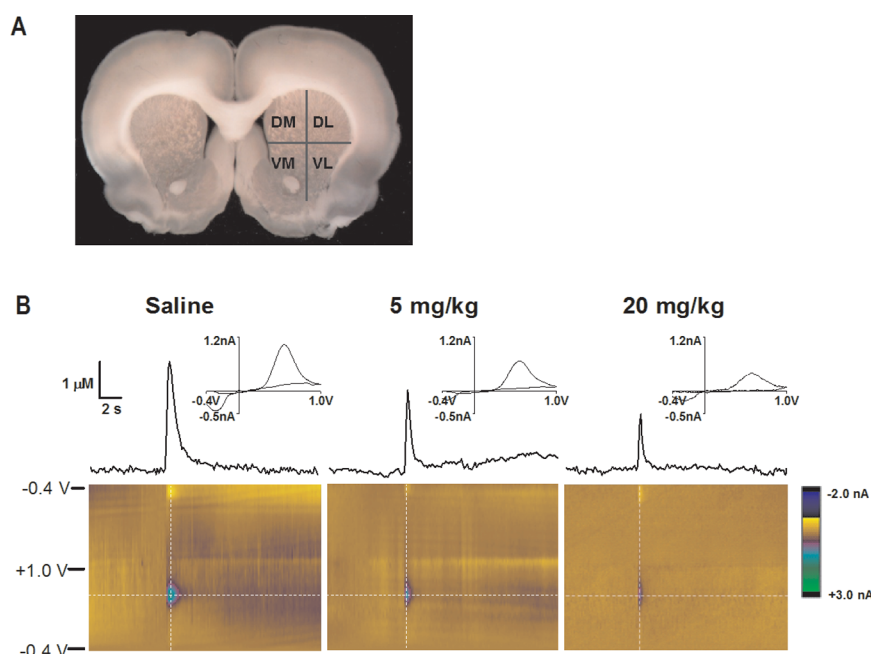 A
DM DL
VM VL
B
Saline 5 mg/kg 20 mg/kg
1.2nA 1.2nA 1.2nA
1 µM
2 s
-0.4V 1.0V -0.4V 1.0V -0.4V 1.0V
-0.5nA -0.5nA -0.5nA
-0.4 V
-2.0 nA
+1.0 V
+3.0 nA
-0.4 V